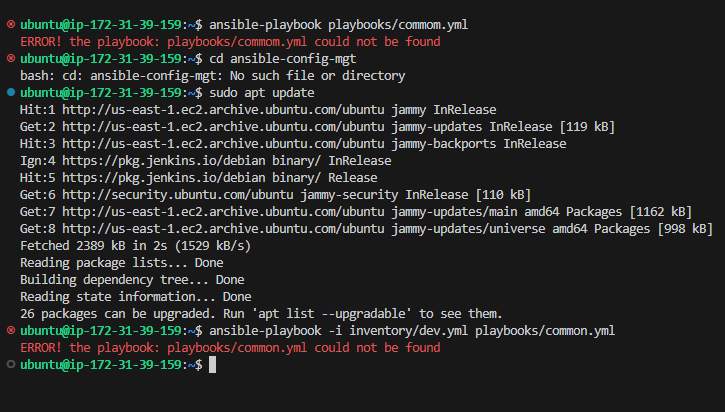 ubuntu@ip-172-31-39-159:~$ ansible-playbook playbooks/commom.yml
ERROR! the playbook: playbooks/commom.yml could not be found
ubuntu@ip-172-31-39-159:~$ cd ansible-config-mgt
bash: cd: ansible-config-mgt: No such file or directory
ubuntu@ip-172-31-39-159:~$ sudo apt update
Hit:1 http://us-east-1.ec2.archive.ubuntu.com/ubuntu jammy InRelease
Get:2 http://us-east-1.ec2.archive.ubuntu.com/ubuntu jammy-updates InRelease [119 kB]
Hit:3 http://us-east-1.ec2.archive.ubuntu.com/ubuntu jammy-backports InRelease
Ign:4 https://pkg.jenkins.io/debian binary/ InRelease
Hit:5 https://pkg.jenkins.io/debian binary/ Release
Get:6 http://security.ubuntu.com/ubuntu jammy-security InRelease [110 kB]
Get:7 http://us-east-1.ec2.archive.ubuntu.com/ubuntu jammy-updates/main amd64 Packages [1162 kB]
Get:8 http://us-east-1.ec2.archive.ubuntu.com/ubuntu jammy-updates/universe amd64 Packages [998 kB]
Fetched 2389 kB in 2s (1529 kB/s)
Reading package lists... Done
Building dependency tree... Done
Reading state information... Done
26 packages can be upgraded. Run 'apt list --upgradable' to see them.
ubuntu@ip-172-31-39-159:~$ ansible-playbook -i inventory/dev.yml playbooks/common.yml
ERROR! the playbook: playbooks/common.yml could not be found
ubuntu@ip-172-31-39-159:~$